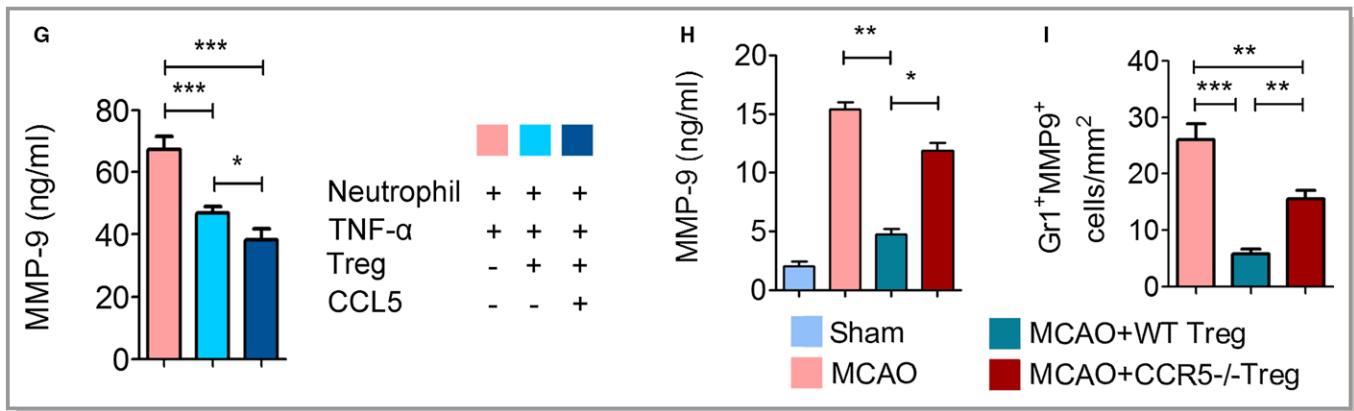 G
***
***
*
MMP-9 (ng/ml)
80
60
40
20
0
Neutrophil + + +
TNF-α + + +
Treg - + +
CCL5 - - +
H
**
*
MMP-9 (ng/ml)
20
15
10
5
0
I
**
***
**
Gr1⁺MMP9⁺
cells/mm²
40
30
20
10
0
Sham
MCAO
MCAO+WT Treg
MCAO+CCR5-/-Treg